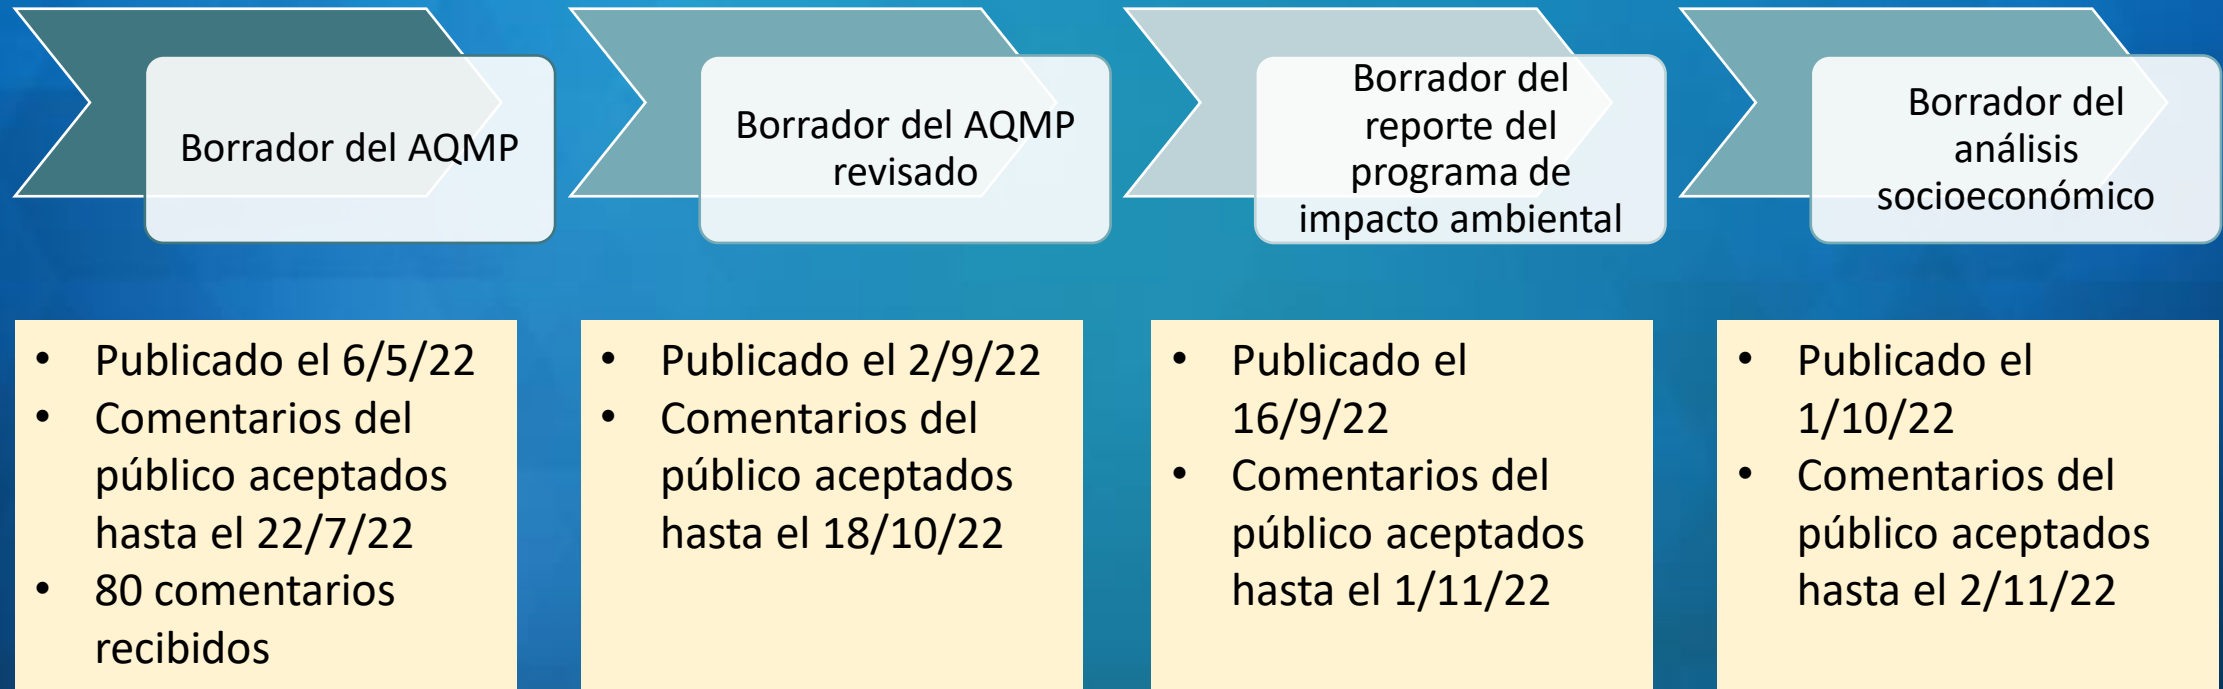 Borrador del AQMP
Borrador del AQMP
revisado
Borrador del
reporte del
programa de
impacto ambiental
Borrador del
análisis
socioeconómico
• Publicado el 6/5/22
• Comentarios del
público aceptados
hasta el 22/7/22
• 80 comentarios
recibidos
• Publicado el 2/9/22
• Comentarios del
público aceptados
hasta el 18/10/22
• Publicado el
16/9/22
• Comentarios del
público aceptados
hasta el 1/11/22
• Publicado el
1/10/22
• Comentarios del
público aceptados
hasta el 2/11/22